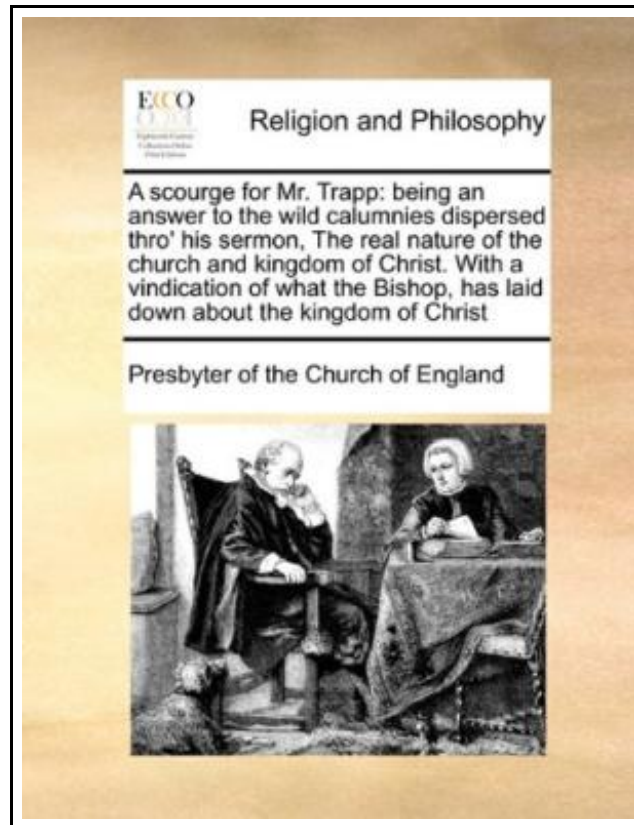 ECCO
Religion and Philosophy
A scourge for Mr. Trapp: being an
answer to the wild calumnies dispersed
thro' his sermon, The real nature of the
church and kingdom of Christ. With a
vindication of what the Bishop, has laid
down about the kingdom of Christ
Presbyter of the Church of England